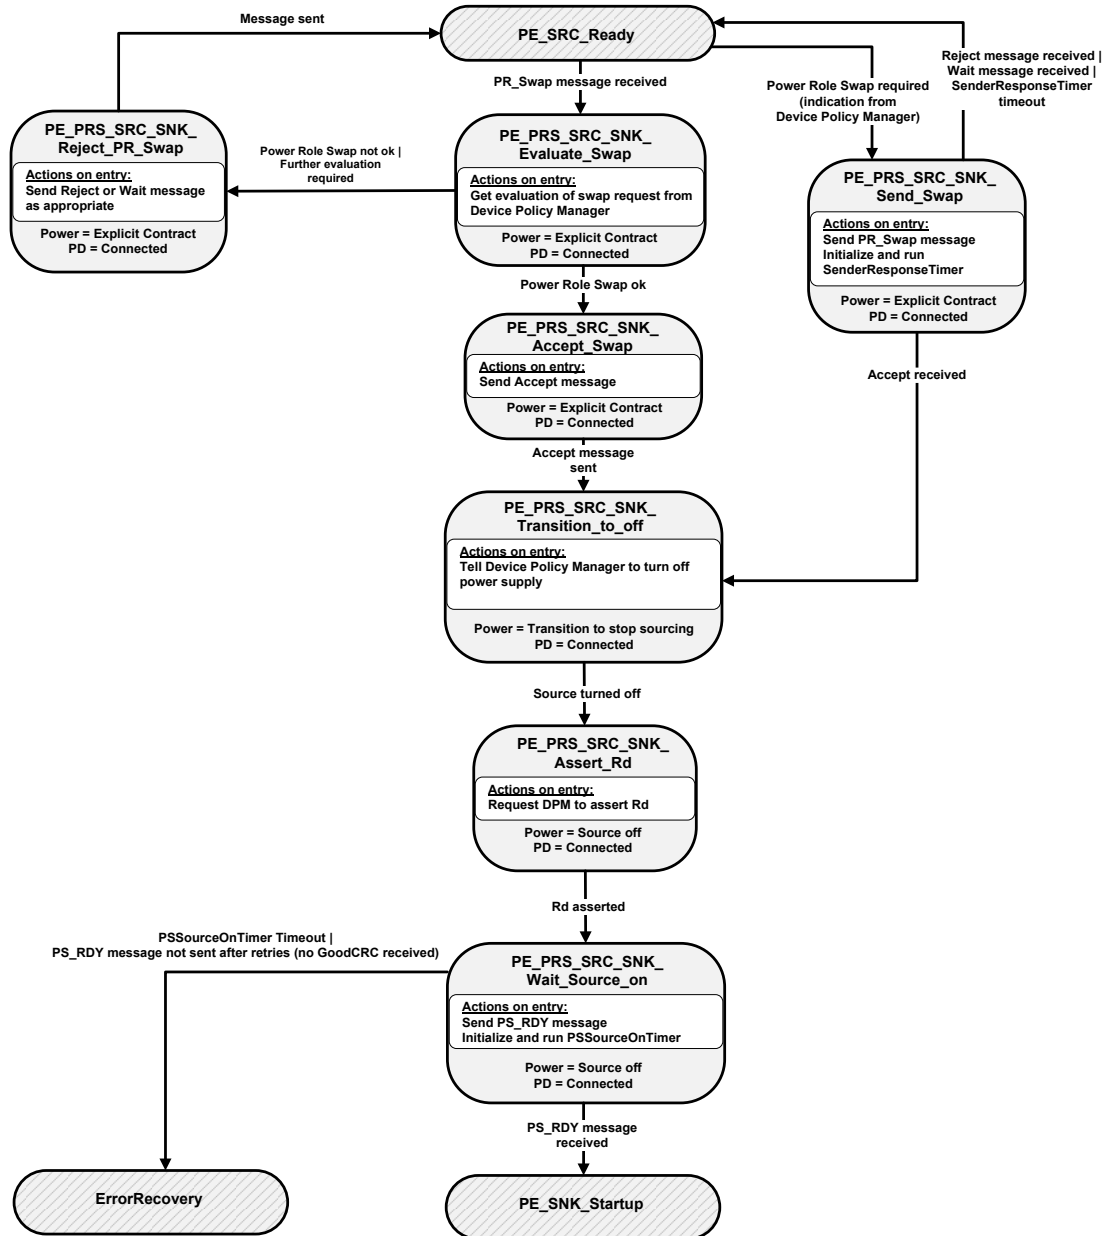 Message sent
PE_SRC_Ready
Reject message received |
Wait message received |
SenderResponseTimer
timeout
PR_Swap message received
Power Role Swap required
(indication from
Device Policy Manager)
PE_PRS_SRC_SNK_
Reject_PR_Swap
Actions on entry:
Send Reject or Wait message
as appropriate
Power = Explicit Contract
PD = Connected
Power Role Swap not ok |
Further evaluation
required
PE_PRS_SRC_SNK_
Evaluate_Swap
Actions on entry:
Get evaluation of swap request from
Device Policy Manager
Power = Explicit Contract
PD = Connected
PE_PRS_SRC_SNK_
Send_Swap
Actions on entry:
Send PR_Swap message
Initialize and run
SenderResponseTimer
Power = Explicit Contract
PD = Connected
Power Role Swap ok
PE_PRS_SRC_SNK_
Accept_Swap
Actions on entry:
Send Accept message
Power = Explicit Contract
PD = Connected
Accept received
Accept message
sent
PE_PRS_SRC_SNK_
Transition_to_off
Actions on entry:
Tell Device Policy Manager to turn off
power supply
Power = Transition to stop sourcing
PD = Connected
Source turned off
PE_PRS_SRC_SNK_
Assert_Rd
Actions on entry:
Request DPM to assert Rd
Power = Source off
PD = Connected
Rd asserted
PSSourceOnTimer Timeout |
PS_RDY message not sent after retries (no GoodCRC received)
PE_PRS_SRC_SNK_
Wait_Source_on
Actions on entry:
Send PS_RDY message
Initialize and run PSSourceOnTimer
Power = Source off
PD = Connected
PS_RDY message
received
ErrorRecovery
PE_SNK_Startup